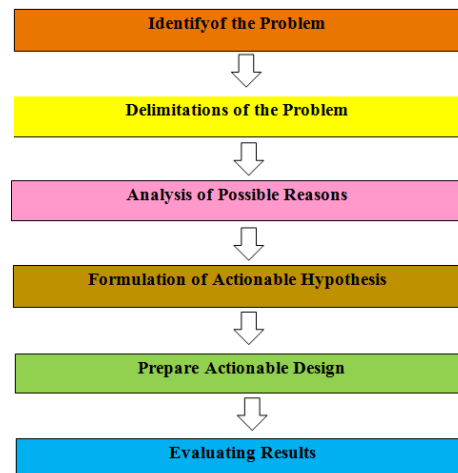 Identifyof the Problem
Delimitations of the Problem
Analysis of Possible Reasons
Formulation of Actionable Hypothesis
Prepare Actionable Design
Evaluating Results